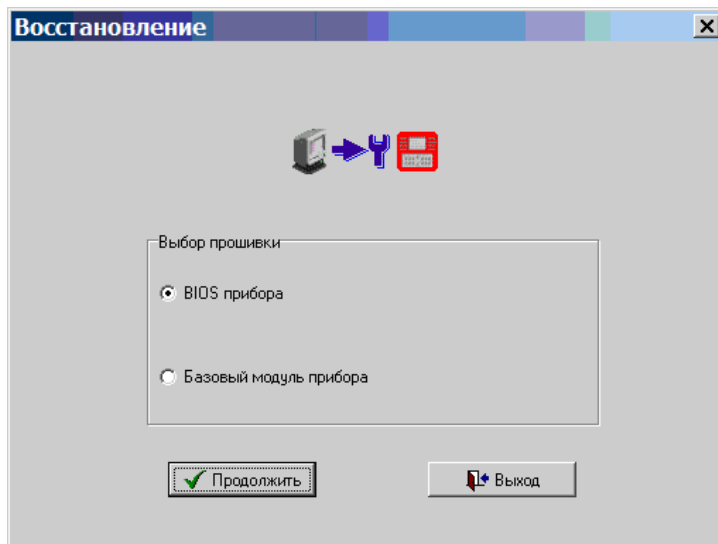 Восстановление
Выбор прошивки
BIOS прибора
Базовый модуль прибора
Продолжить
Выход